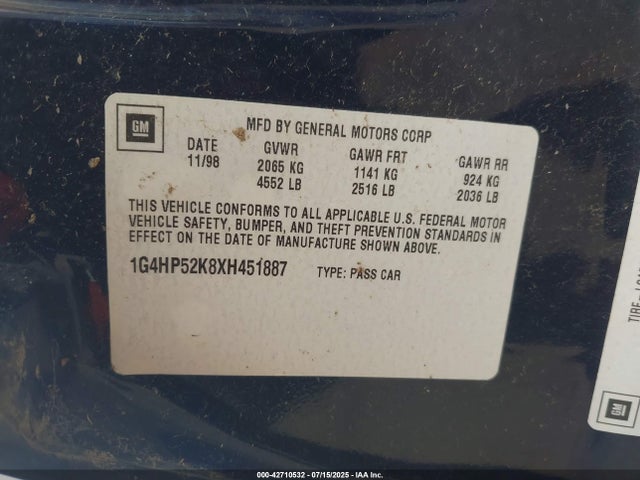 GM
MFD BY GENERAL MOTORS CORP
DATE GVWR GAWR FRT GAWR RR
11/98 2065 KG 1141 KG 924 KG
4552 LB 2516 LB 2036 LB
THIS VEHICLE CONFORMS TO ALL APPLICABLE U.S. FEDERAL MOTOR
VEHICLE SAFETY, BUMPER, AND THEFT PREVENTION STANDARDS IN
EFFECT ON THE DATE OF MANUFACTURE SHOWN ABOVE.
1G4HP52K8XH451887 TYPE: PASS CAR
TIRE - LOA
GM
000-42710532 - 07/15/2025 - IAA Inc.